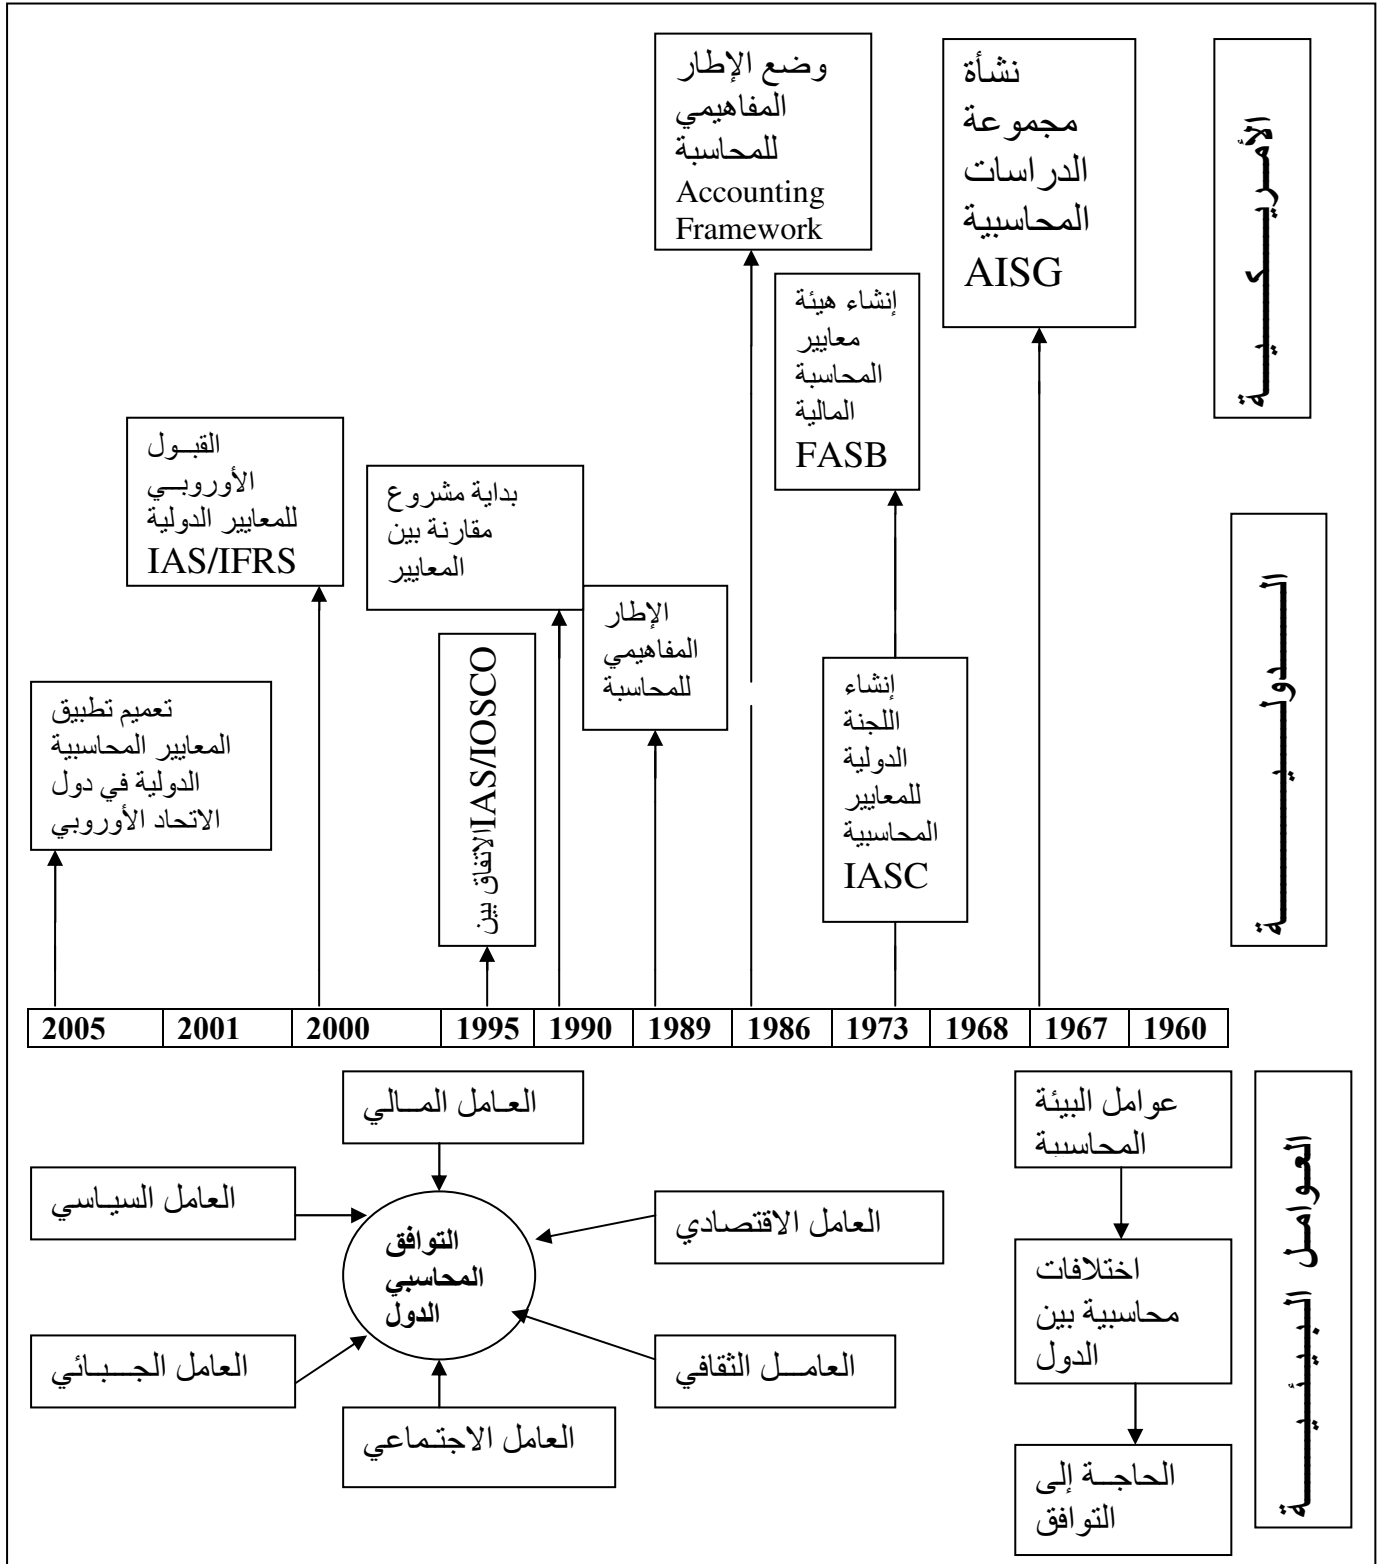 الأمريكية
نشأة
مجموعة
الدراسات
المحاسبية
AISG
وضع الإطار
المفاهيمي
للمحاسبة
Accounting
Framework
إنشاء هيئة
معايير
المحاسبة
المالية
FASB
الدولية
إنشاء
اللجنة
الدولية
للمعايير
المحاسبية
IASC
الإطار
المفاهيمي
للمحاسبة
بداية مشروع
مقارنة بين
المعايير
الاتفاق بين IAS/IOSCO
القبول
الأوروبي
للمعايير الدولية
IAS/IFRS
تعميم تطبيق
المعايير المحاسبية
الدولية في دول
الاتحاد الأوروبي
2005 2001 2000 1995 1990 1989 1986 1973 1968 1967 1960
العوامل البيئية
عوامل البيئة
المحاسبية
اختلافات
محاسبية بين
الدول
الحاجة إلى
التوافق
العامل المالي
العامل السياسي
العامل الاقتصادي
التوافق
المحاسبي
الدول
العامل الثقافي
العامل الجبائي
العامل الاجتماعي